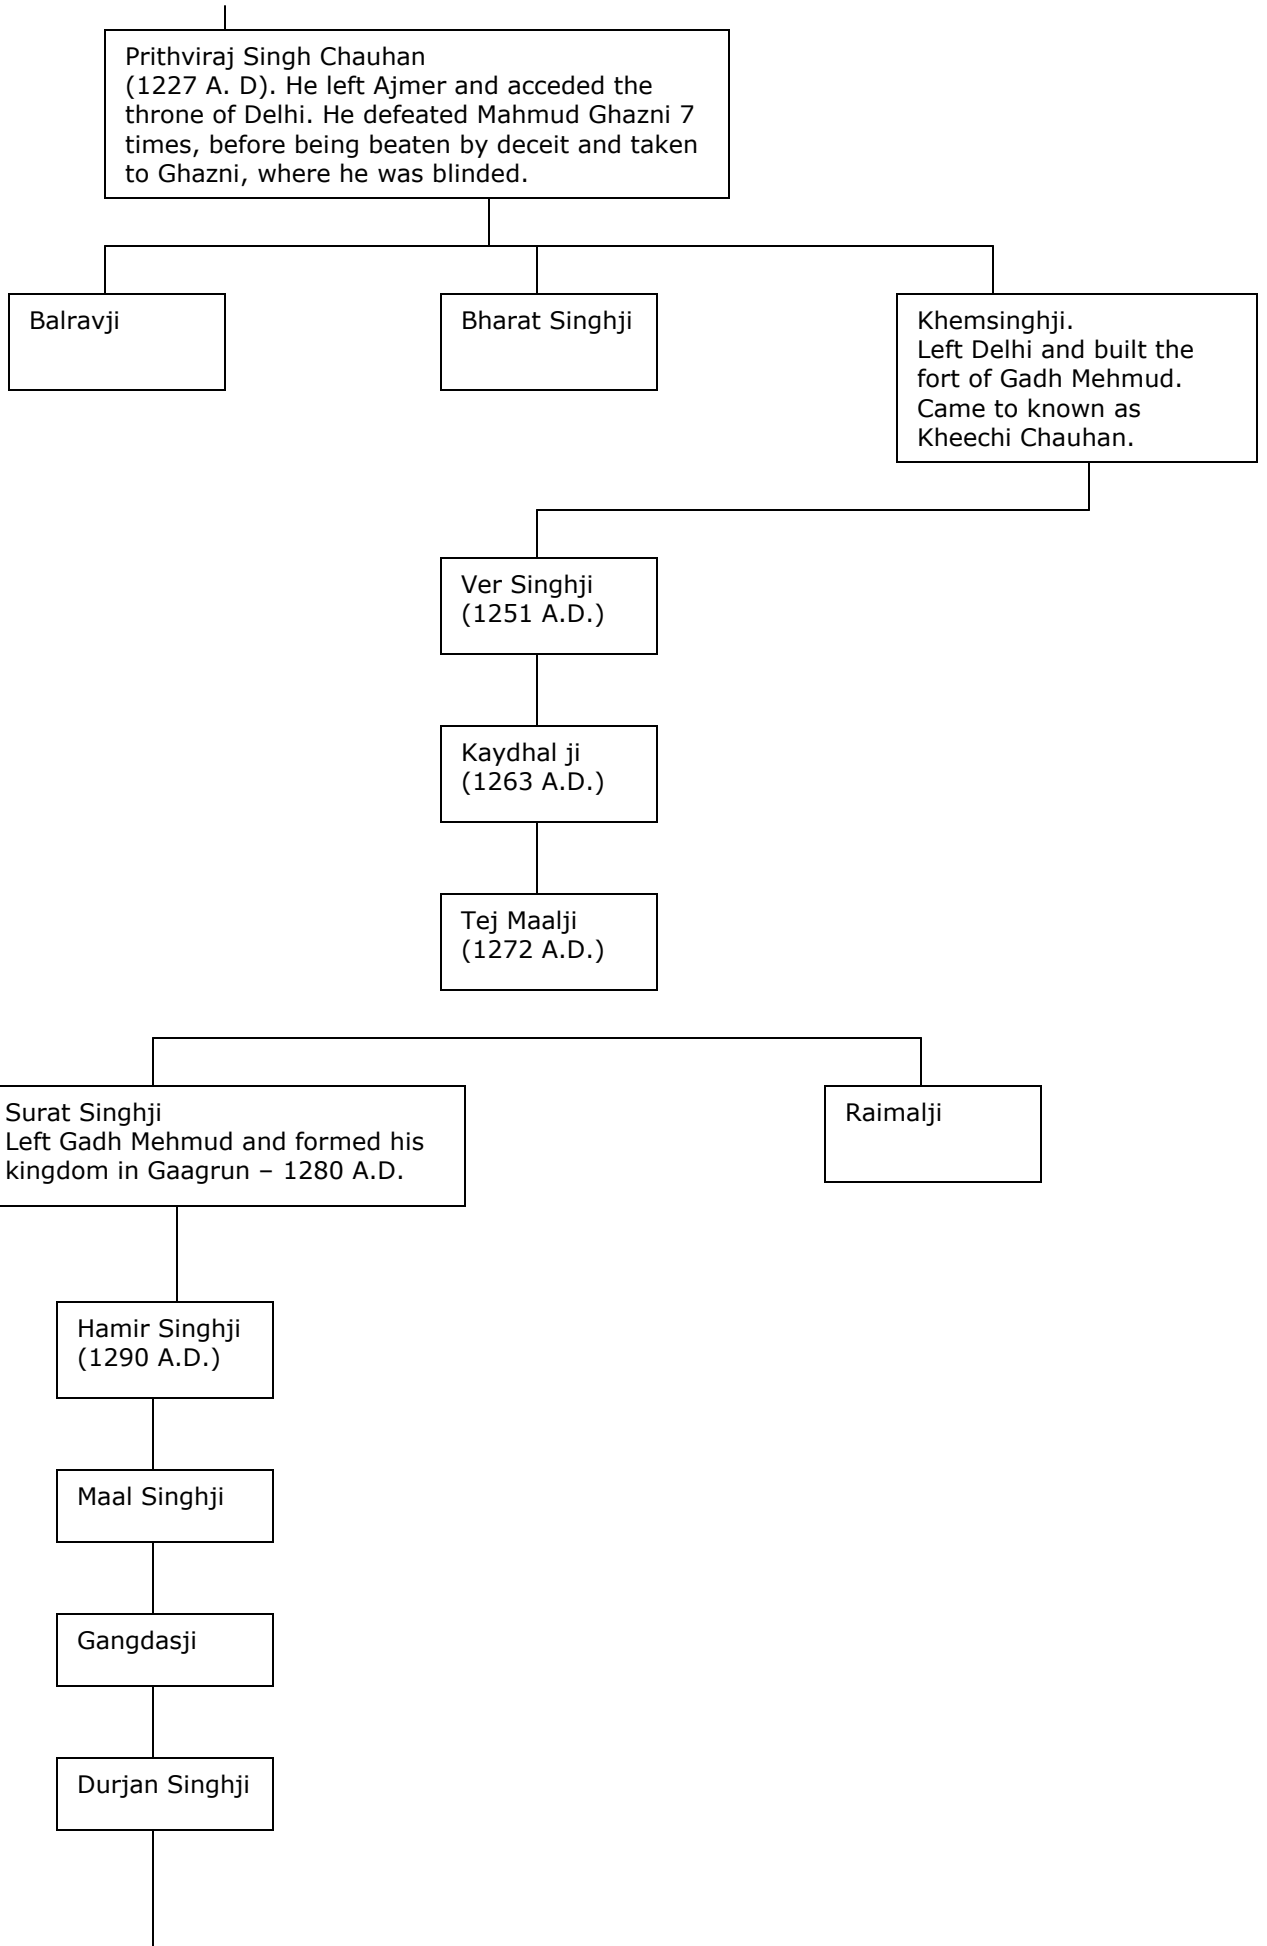 Prithviraj Singh Chauhan
(1227 A. D). He left Ajmer and acceded the
throne of Delhi. He defeated Mahmud Ghazni 7
times, before being beaten by deceit and taken
to Ghazni, where he was blinded.
Balravji
Bharat Singhji
Khemsinghji.
Left Delhi and built the
fort of Gadh Mehmud.
Came to known as
Kheechi Chauhan.
Ver Singhji
(1251 A.D.)
Kaydhal ji
(1263 A.D.)
Tej Maalji
(1272 A.D.)
Surat Singhji
Left Gadh Mehmud and formed his
kingdom in Gaagrun – 1280 A.D.
Raimalji
Hamir Singhji
(1290 A.D.)
Maal Singhji
Gangdasji
Durjan Singhji